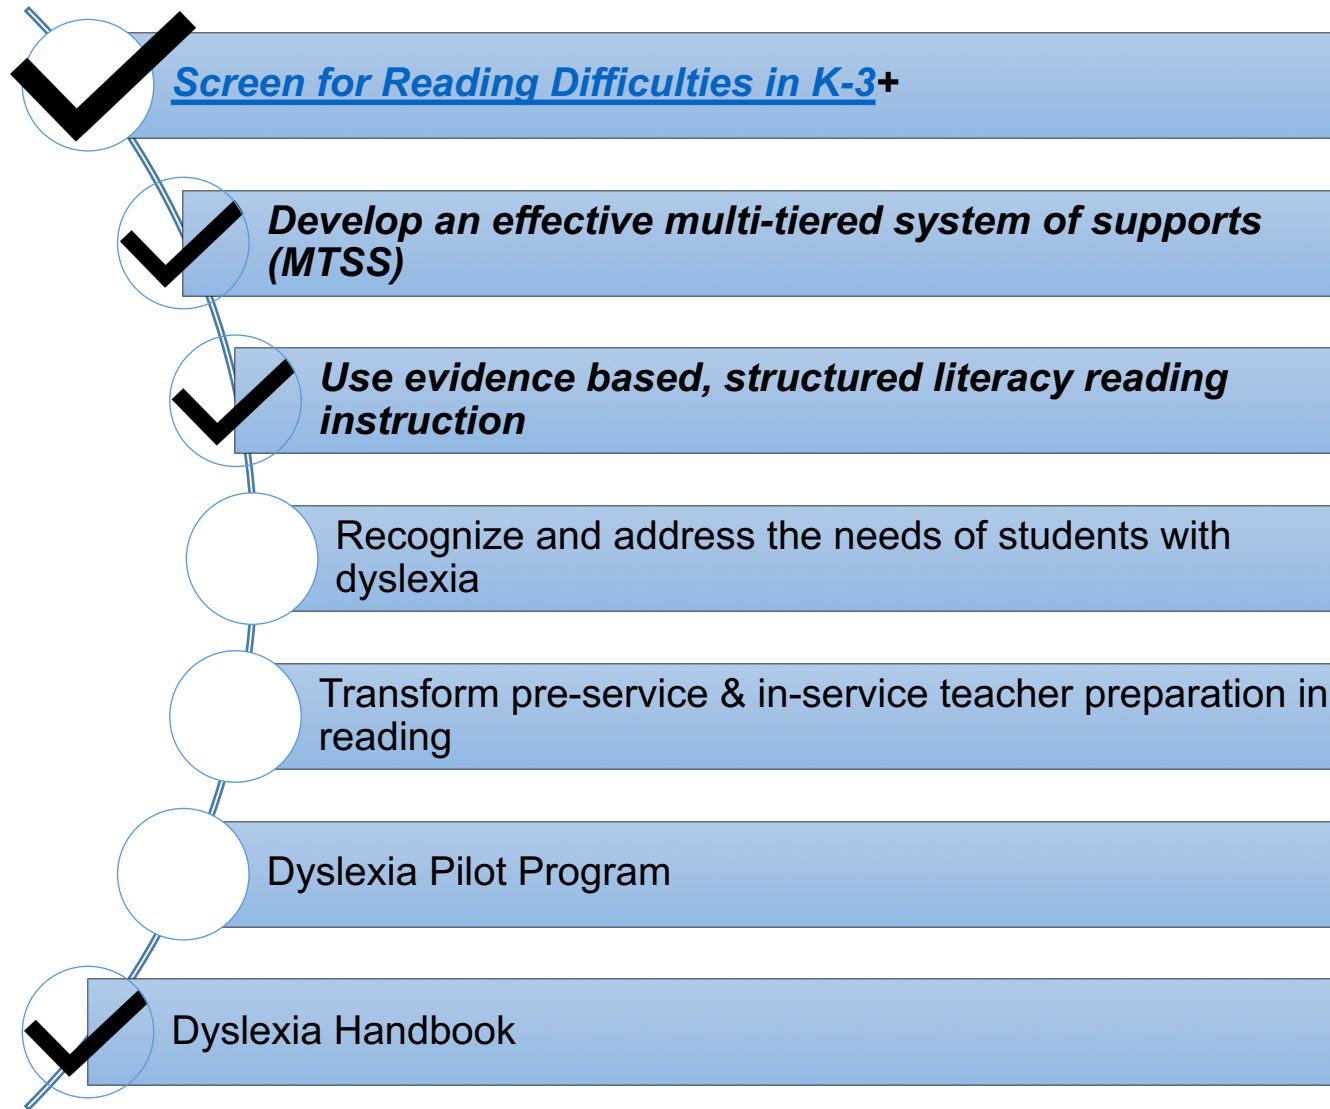 Screen for Reading Difficulties in K-3+
Develop an effective multi-tiered system of supports
(MTSS)
Use evidence based, structured literacy reading
instruction
Recognize and address the needs of students with
dyslexia
Transform pre-service & in-service teacher preparation in
reading
Dyslexia Pilot Program
Dyslexia Handbook